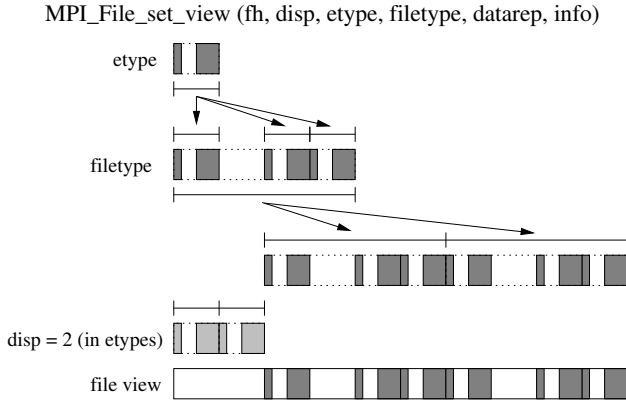 MPI_File_set_view (fh, disp, etype, filetype, datarep, info)
etype
filetype
disp = 2 (in etypes)
file view